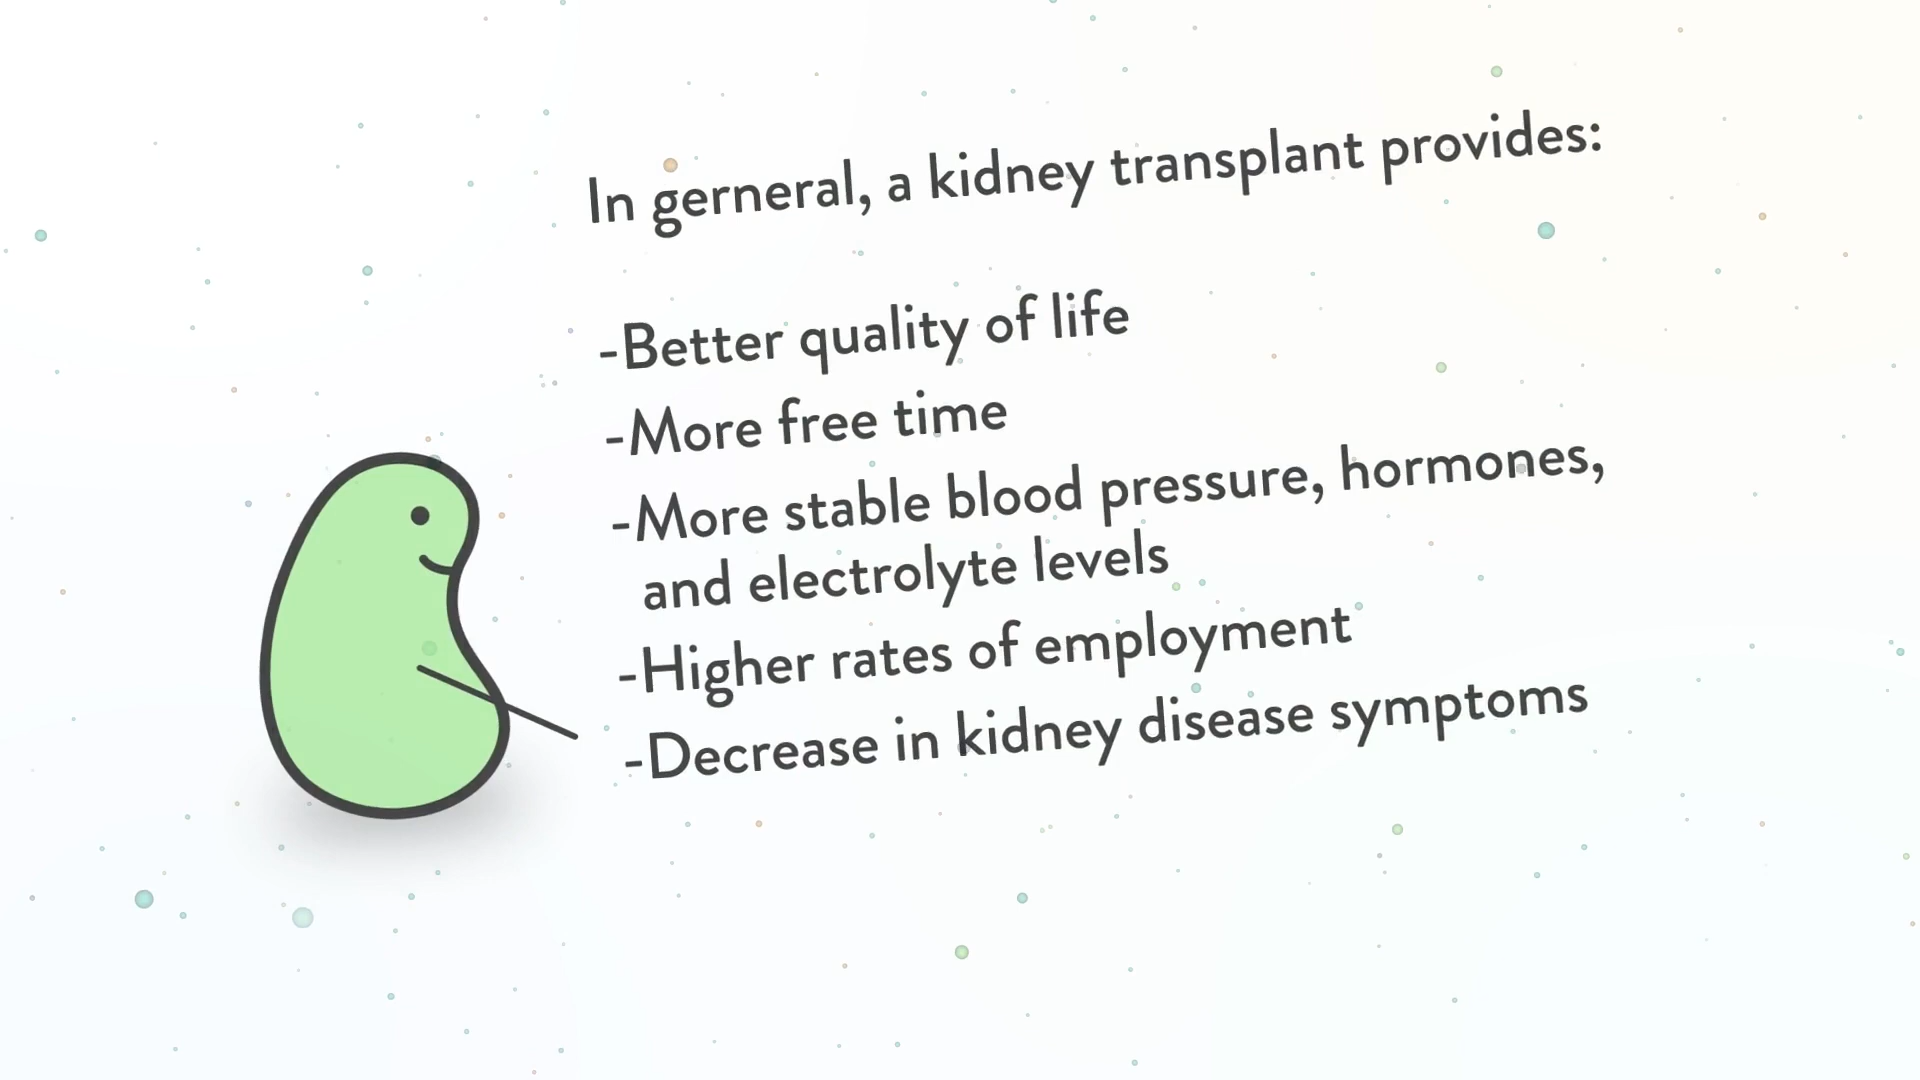 In gerneral, a kidney transplant provides:
-Better quality of life
-More free time
-More stable blood pressure, hormones,
and electrolyte levels
-Higher rates of employment
-Decrease in kidney disease symptoms